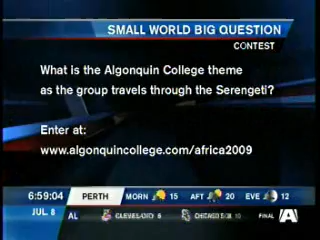 SMALL WORLD BIG QUESTION
CONTEST
What is the Algonquin College theme
as the group travels through the Serengeti?
Enter at:
www.algonquincollege.com/africa2009
6:59:04 PERTH MORN 15 AFT 20 EVE 12
JUL. 8 AL CLEVELAND 6 CHICAGO SOX 10 FINAL A